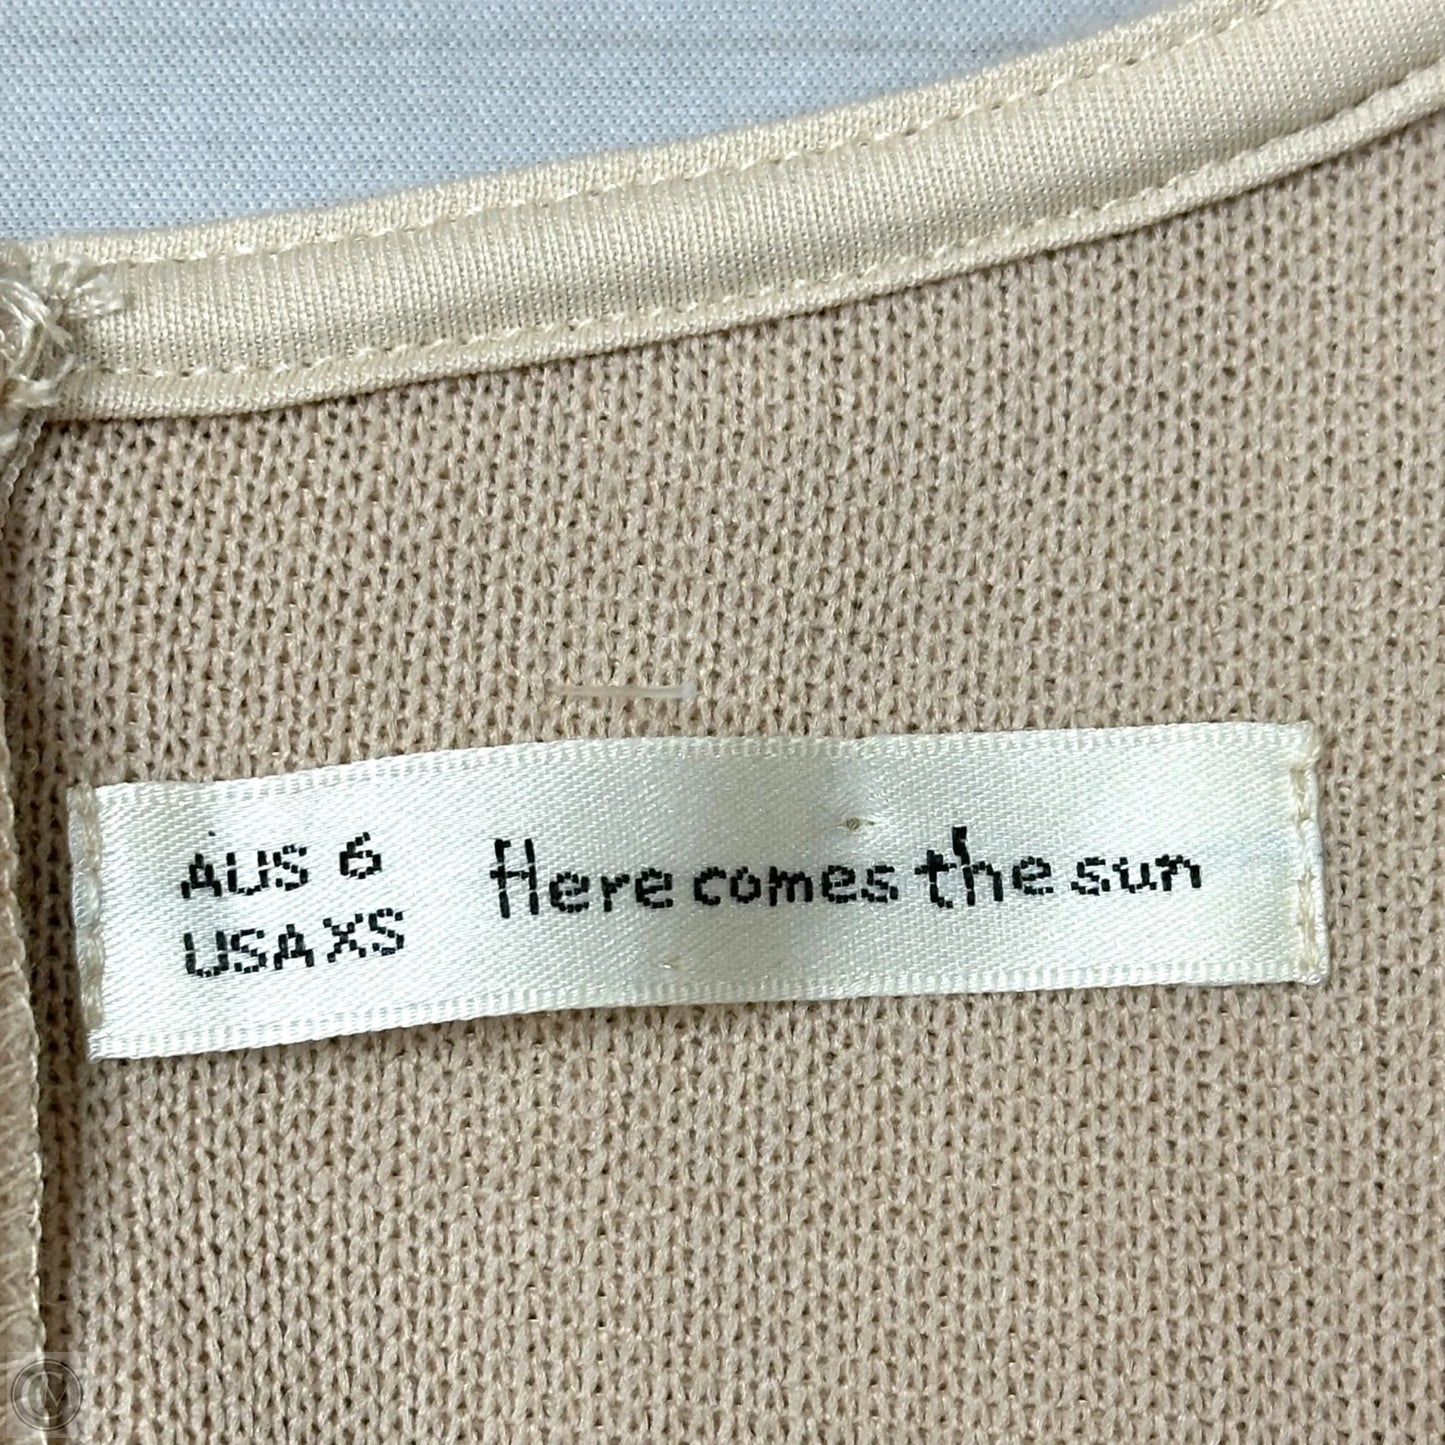 AUS 6
USA XS
Here comes the sun